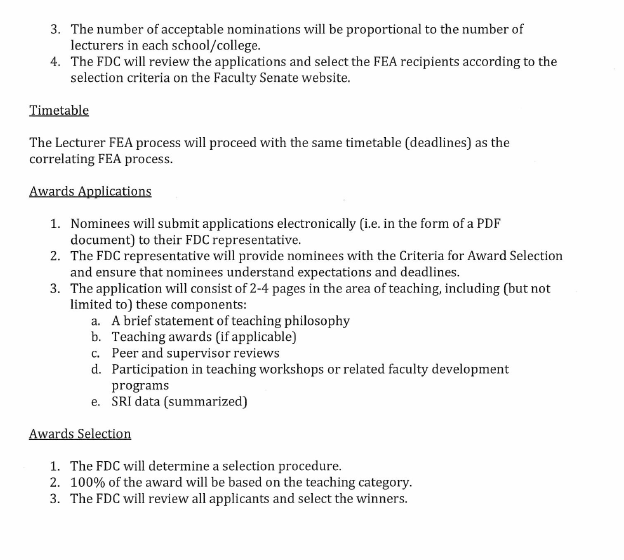 3. The number of acceptable nominations will be proportional to the number of
lecturers in each school/college.
4. The FDC will review the applications and select the FEA recipients according to the
selection criteria on the Faculty Senate website.
Timetable
The Lecturer FEA process will proceed with the same timetable (deadlines) as the
correlating FEA process.
Awards Applications
1. Nominees will submit applications electronically (i.e. in the form of a PDF
document) to their FDC representative.
2. The FDC representative will provide nominees with the Criteria for Award Selection
and ensure that nominees understand expectations and deadlines.
3. The application will consist of 2-4 pages in the area of teaching, including (but not
limited to) these components:
a. A brief statement of teaching philosophy
b. Teaching awards (if applicable)
c. Peer and supervisor reviews
d. Participation in teaching workshops or related faculty development
programs
e. SRI data (summarized)
Awards Selection
1. The FDC will determine a selection procedure.
2. 100% of the award will be based on the teaching category.
3. The FDC will review all applicants and select the winners.